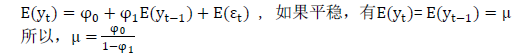 E(yₜ) = φ₀ + φ₁E(yₜ₋₁) + E(εₜ) ，如果平稳，有E(yₜ)= E(yₜ₋₁) = μ
所以，μ = φ₀/(1−φ₁)